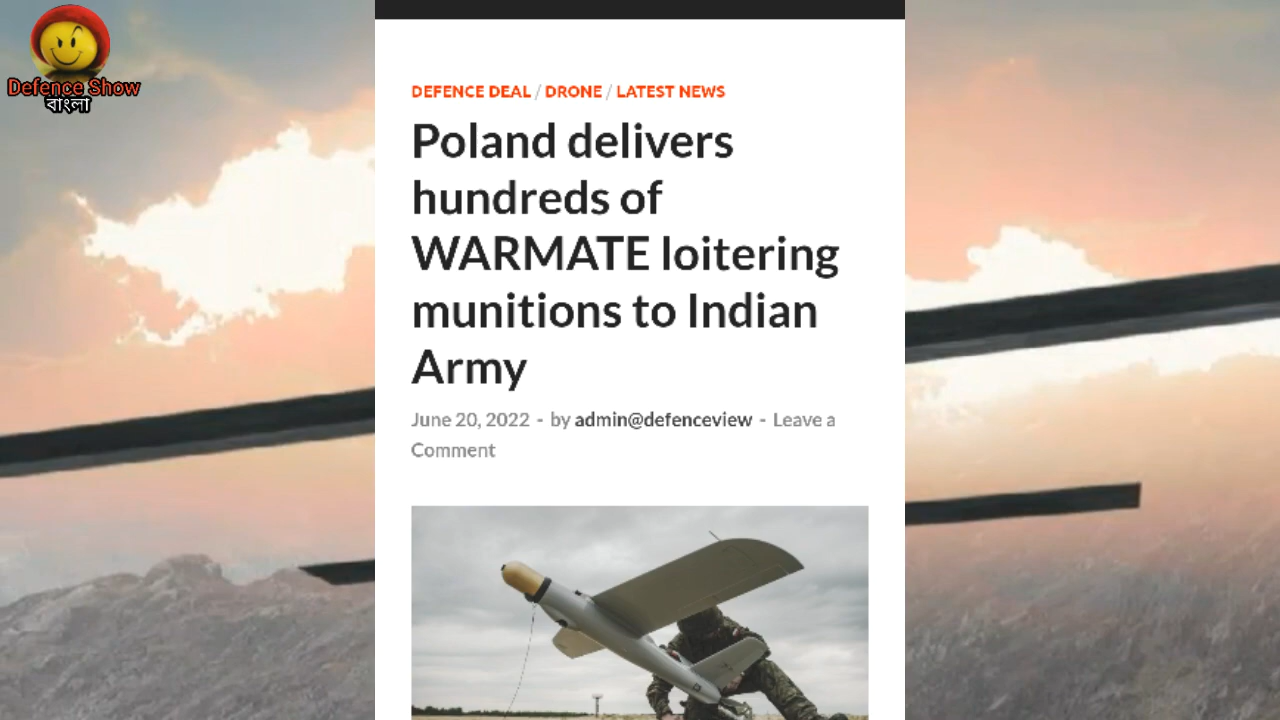 Defence Show
বাংলা
DEFENCE DEAL / DRONE / LATEST NEWS
Poland delivers
hundreds of
WARMATE loitering
munitions to Indian
Army
June 20, 2022 - by admin@defenceview - Leave a
Comment